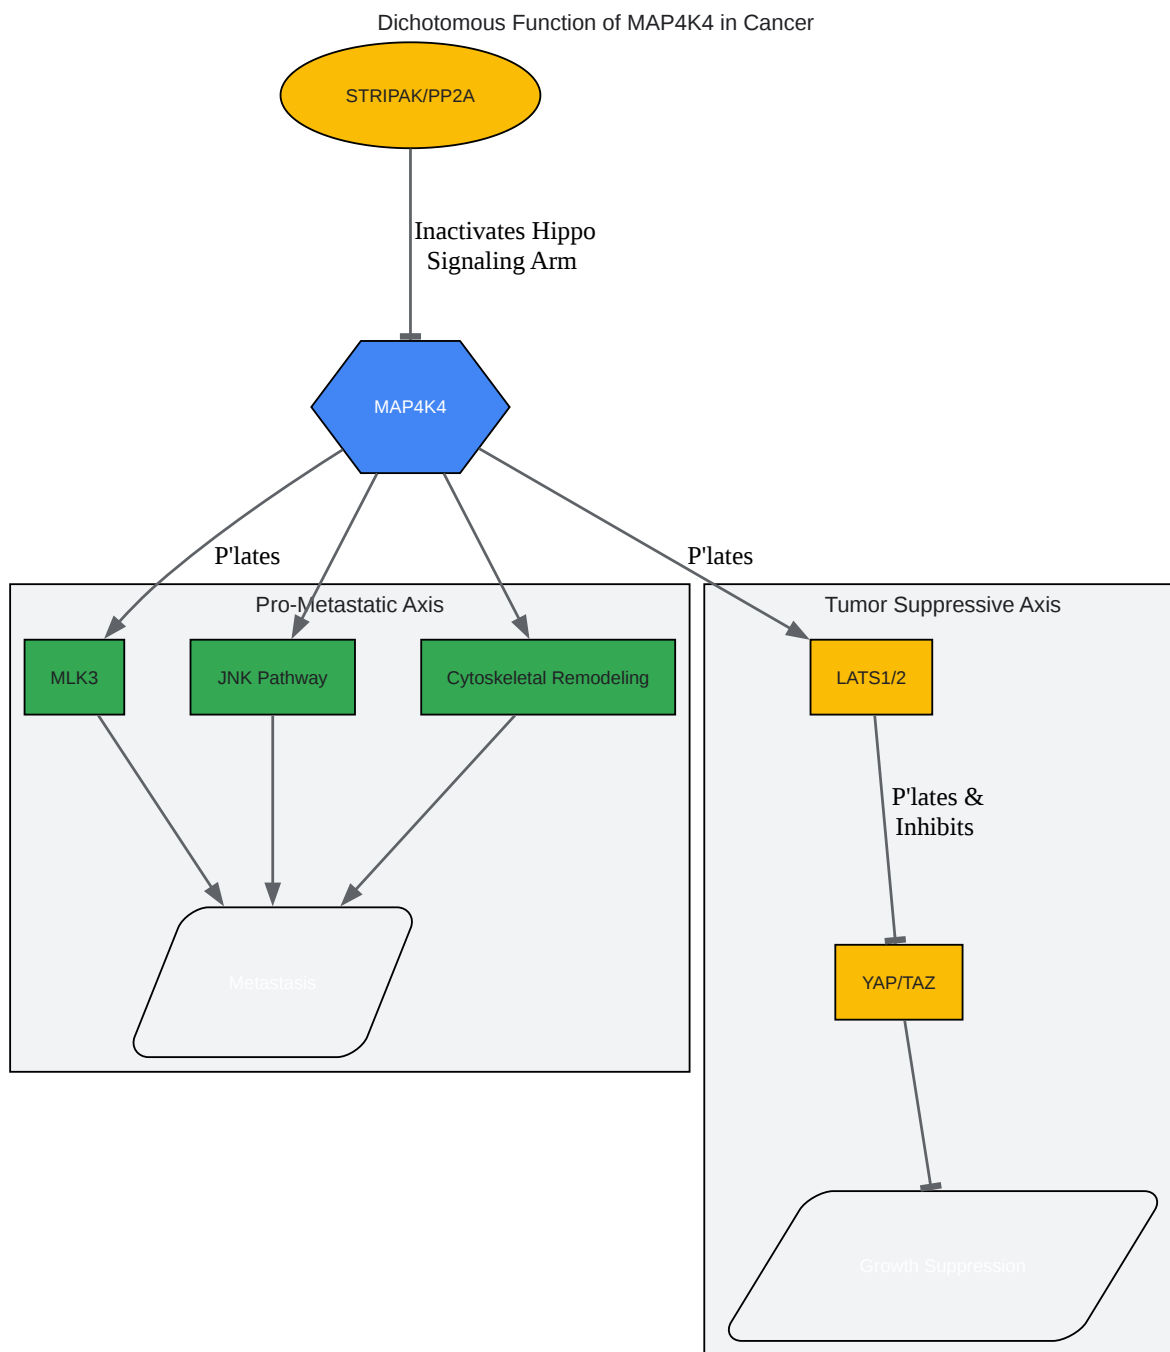 Dichotomous Function of MAP4K4 in Cancer
STRIPAK/PP2A
Inactivates Hippo
Signaling Arm
MAP4K4
P'lates
P'lates
Pro-Metastatic Axis
Tumor Suppressive Axis
MLK3
JNK Pathway
Cytoskeletal Remodeling
LATS1/2
P'lates &
Inhibits
Metastasis
YAP/TAZ
Growth Suppression